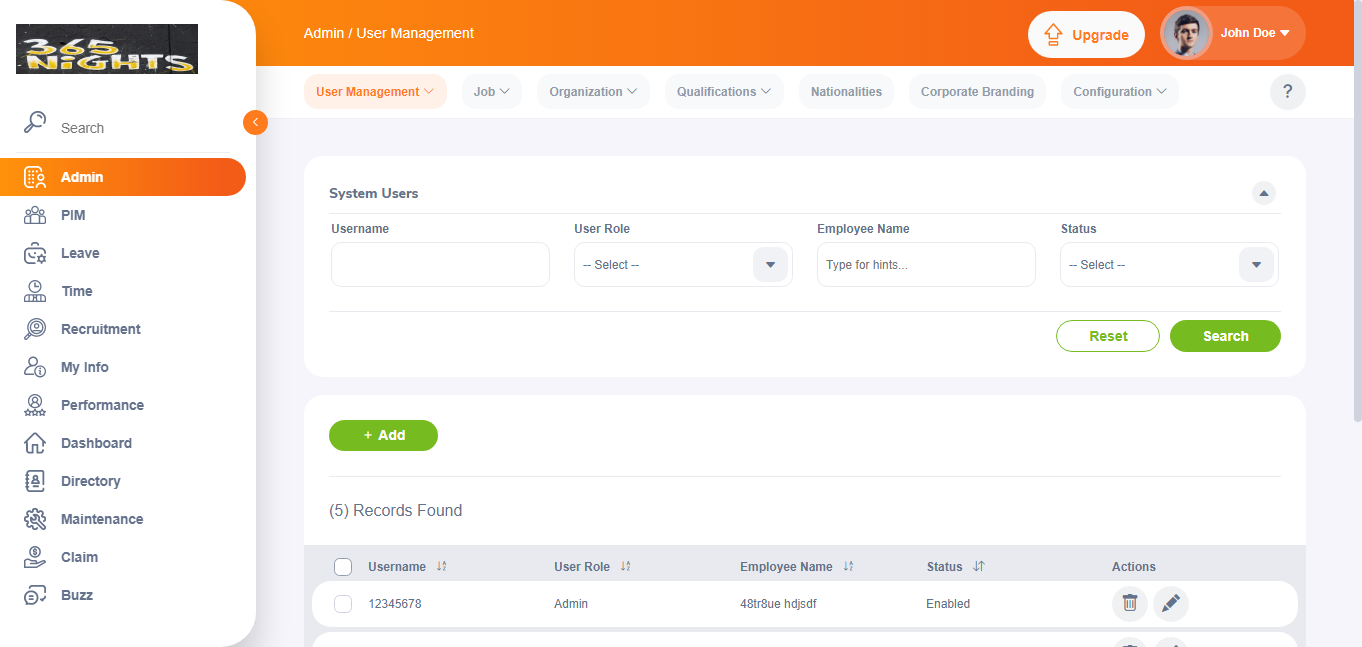 365
NIGHTS
Admin / User Management
Upgrade
John Doe
User Management
Job
Organization
Qualifications
Nationalities
Corporate Branding
Configuration
?
Search
Admin
PIM
Leave
Time
Recruitment
My Info
Performance
Dashboard
Directory
Maintenance
Claim
Buzz
System Users
Username
User Role
Employee Name
Status
-- Select --
Type for hints...
-- Select --
Reset
Search
+ Add
(5) Records Found
Username
User Role
Employee Name
Status
Actions
12345678
Admin
48tr8ue hdjsdf
Enabled